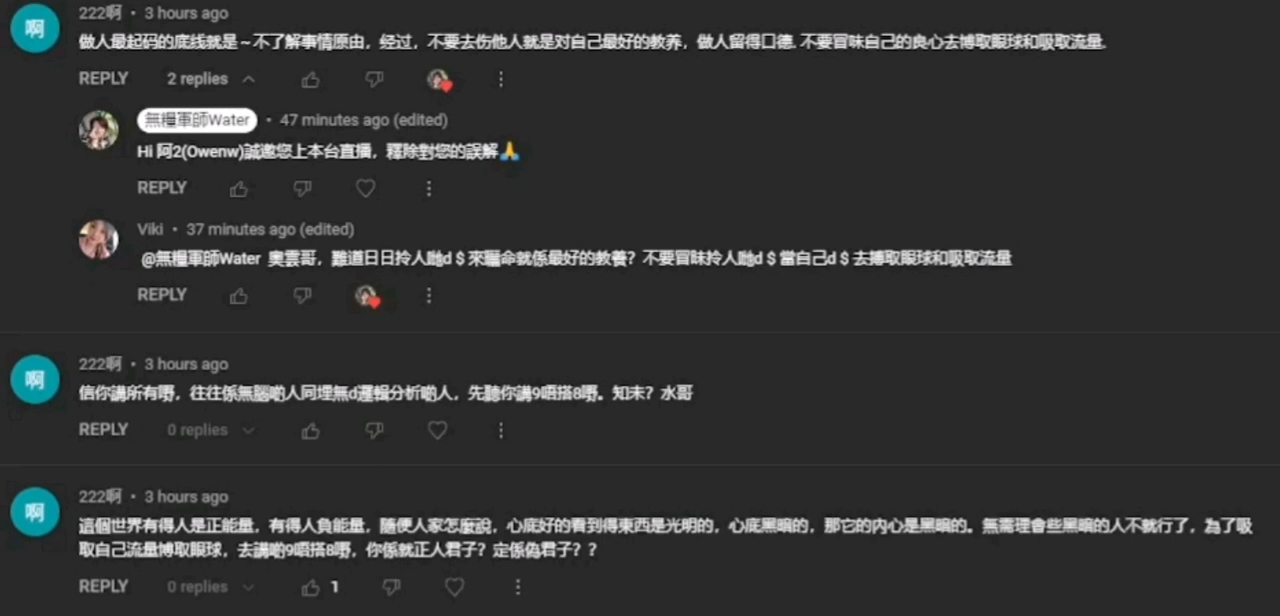 啊
222啊 • 3 hours ago
做人最起码的底线就是~不了解事情原由，经过，不要去伤他人就是对自己最好的教养，做人留得口德. 不要冒味自己的良心去博取眼球和吸取流量.
REPLY 2 replies
無糧軍師Water • 47 minutes ago (edited)
Hi 阿2(Owenw)誠邀您上本台直播，釋除對您的誤解🙏
REPLY
Viki • 37 minutes ago (edited)
@無糧軍師Water 奧雲哥，難道日日拎人哋d＄來 命就係最好的教養？不要冒昧拎人哋d＄當自己d＄去搏取眼球和吸取流量
REPLY
啊
222啊 • 3 hours ago
信你講所有嘢，往往係無腦啲人同埋無d邏輯分析啲人，先聽你講9唔搭8嘢。知未？水哥
REPLY 0 replies
啊
222啊 • 3 hours ago
這個世界有得人是正能量，有得人負能量，隨便人家怎麼說，心底好的看到得東西是光明的，心底黑暗的，那它的内心是黑暗的。無需理會些黑暗的人不就行了，為了吸
取自己流量博取眼球，去講啲9唔搭8嘢，你係就正人君子？定係偽君子？？
REPLY 0 replies 1